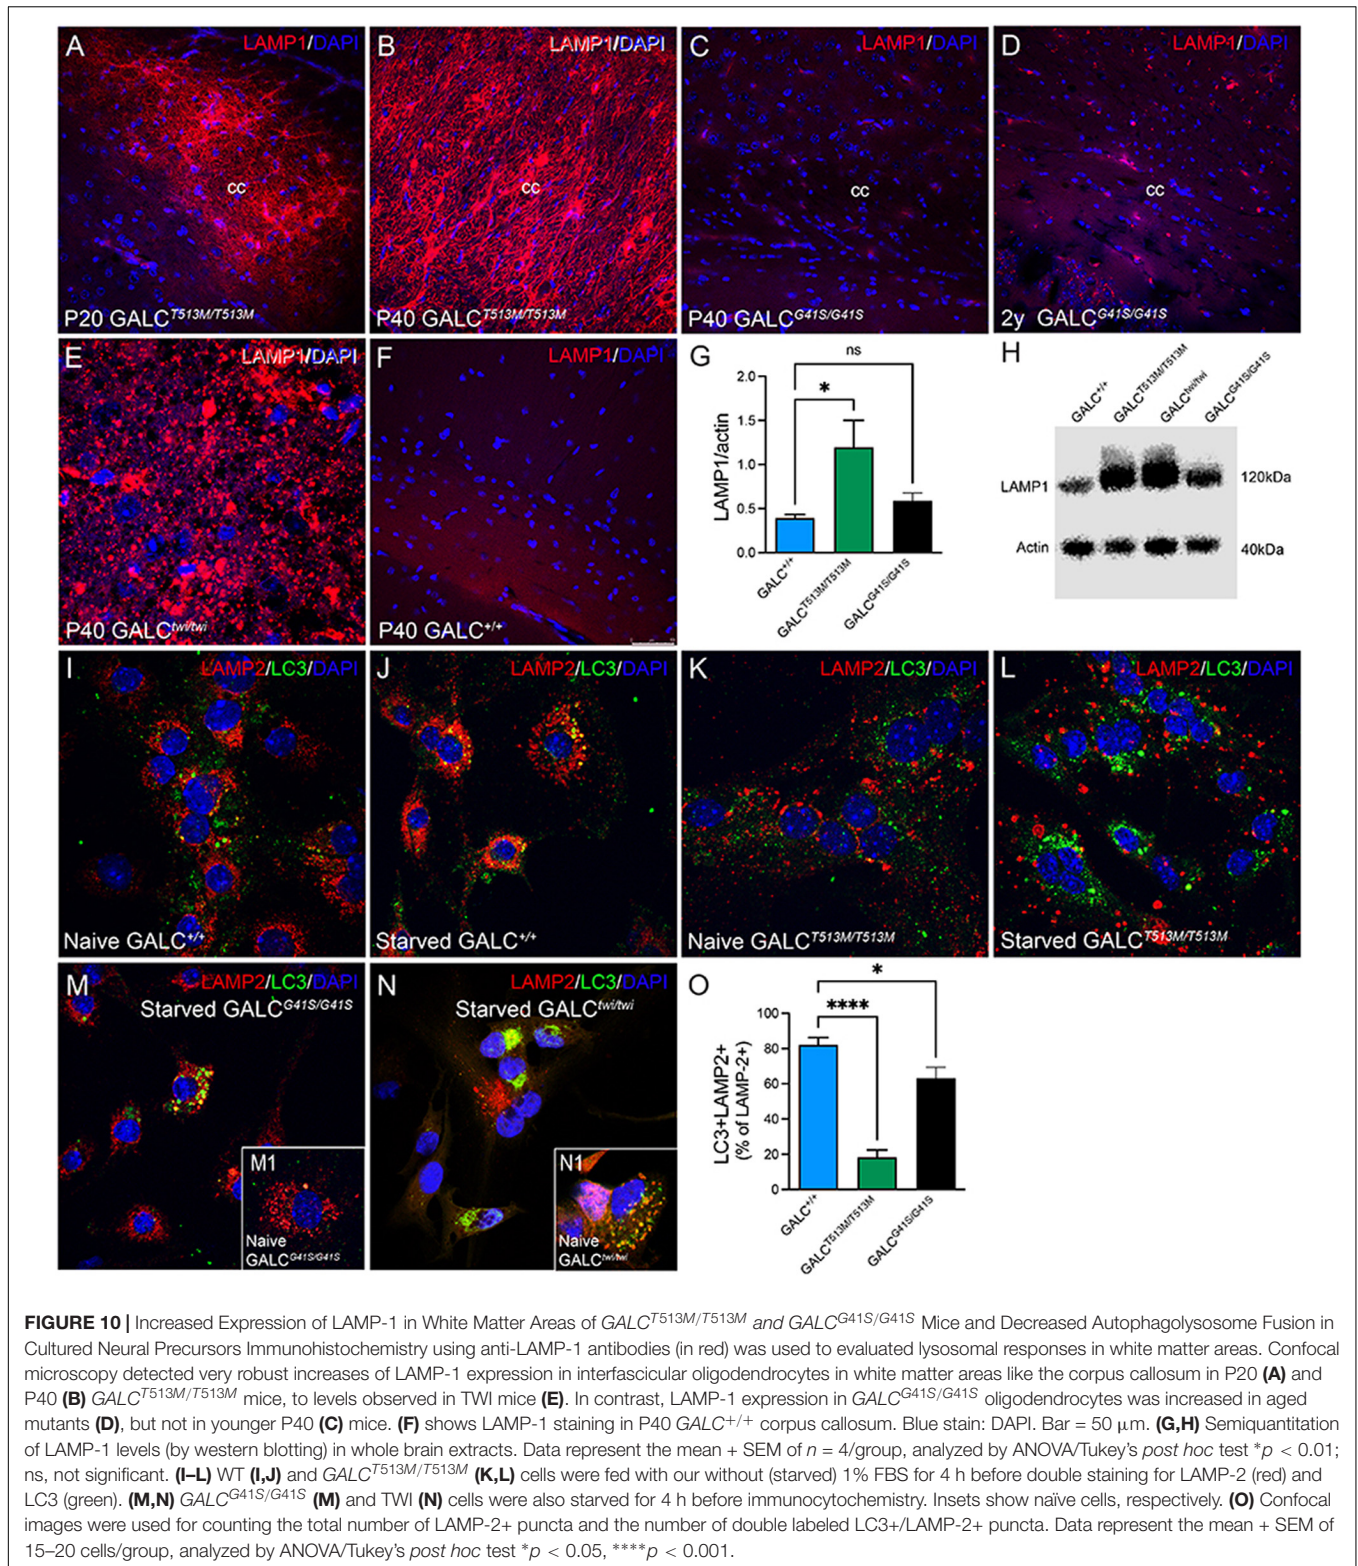 A LAMP1/DAPI
cc
P20 GALC^T513M/T513M
B LAMP1/DAPI
cc
P40 GALC^T513M/T513M
C LAMP1/DAPI
cc
P40 GALC^G41S/G41S
D LAMP1/DAPI
cc
2y GALC^G41S/G41S
E LAMP1/DAPI
P40 GALC^twi/twi
F LAMP1/DAPI
P40 GALC^+/+
G
ns
*
2.0
1.5
1.0
0.5
0.0
LAMP1/actin
GALC^+/+
GALC^T513M/T513M
GALC^G41S/G41S
H
GALC^+/+
GALC^T513M/T513M
GALC^twi/twi
GALC^G41S/G41S
LAMP1 120kDa
Actin 40kDa
I LAMP2/LC3/DAPI
Naive GALC^+/+
J LAMP2/LC3/DAPI
Starved GALC^+/+
K LAMP2/LC3/DAPI
Naive GALC^T513M/T513M
L LAMP2/LC3/DAPI
Starved GALC^T513M/T513M
M LAMP2/LC3/DAPI
Starved GALC^G41S/G41S
M1
Naive
GALC^G41S/G41S
N LAMP2/LC3/DAPI
Starved GALC^twi/twi
N1
Naive
GALC^twi/twi
O
*
****
100
80
60
40
20
0
LC3+LAMP2+
(% of LAMP-2+)
GALC^+/+
GALC^T513M/T513M
GALC^G41S/G41S
FIGURE 10 | Increased Expression of LAMP-1 in White Matter Areas of GALC^T513M/T513M and GALC^G41S/G41S Mice and Decreased Autophagolysosome Fusion in
Cultured Neural Precursors Immunohistochemistry using anti-LAMP-1 antibodies (in red) was used to evaluated lysosomal responses in white matter areas. Confocal
microscopy detected very robust increases of LAMP-1 expression in interfascicular oligodendrocytes in white matter areas like the corpus callosum in P20 (A) and
P40 (B) GALC^T513M/T513M mice, to levels observed in TWI mice (E). In contrast, LAMP-1 expression in GALC^G41S/G41S oligodendrocytes was increased in aged
mutants (D), but not in younger P40 (C) mice. (F) shows LAMP-1 staining in P40 GALC^+/+ corpus callosum. Blue stain: DAPI. Bar = 50 μm. (G,H) Semiquantitation
of LAMP-1 levels (by western blotting) in whole brain extracts. Data represent the mean + SEM of n = 4/group, analyzed by ANOVA/Tukey's post hoc test *p < 0.01;
ns, not significant. (I–L) WT (I,J) and GALC^T513M/T513M (K,L) cells were fed with our without (starved) 1% FBS for 4 h before double staining for LAMP-2 (red) and
LC3 (green). (M,N) GALC^G41S/G41S (M) and TWI (N) cells were also starved for 4 h before immunocytochemistry. Insets show naïve cells, respectively. (O) Confocal
images were used for counting the total number of LAMP-2+ puncta and the number of double labeled LC3+/LAMP-2+ puncta. Data represent the mean + SEM of
15–20 cells/group, analyzed by ANOVA/Tukey's post hoc test *p < 0.05, ****p < 0.001.